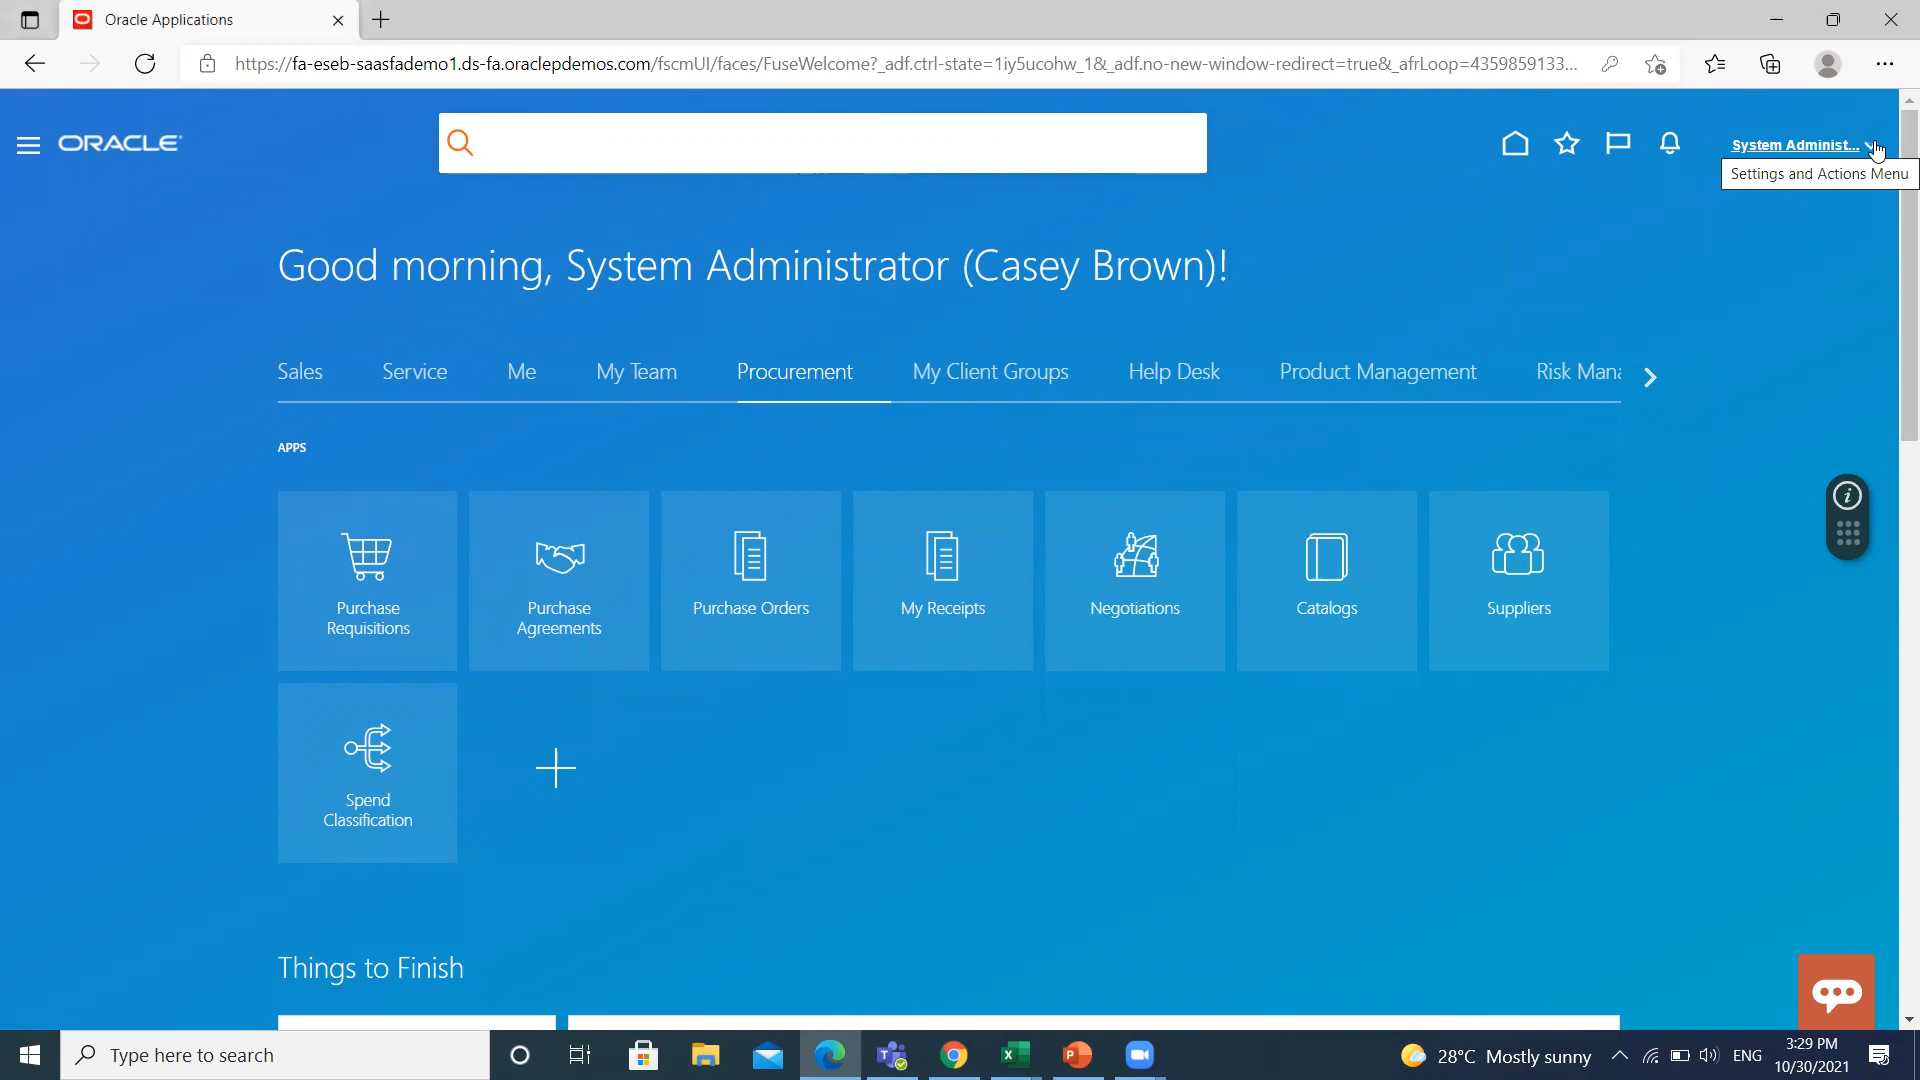 Oracle Applications
https://fa-eseb-saasfademo1.ds-fa.oraclepdemos.com/fscmUI/faces/FuseWelcome?_adf.ctrl-state=1iy5ucohw_1&_adf.no-new-window-redirect=true&_afrLoop=4359859133...
ORACLE
System Administ...
Settings and Actions Menu
Good morning, System Administrator (Casey Brown)!
Sales Service Me My Team Procurement My Client Groups Help Desk Product Management Risk Mana
APPS
Purchase
Requisitions
Purchase
Agreements
Purchase Orders
My Receipts
Negotiations
Catalogs
Suppliers
Spend
Classification
Things to Finish
Type here to search
28°C Mostly sunny
ENG
3:29 PM
10/30/2021